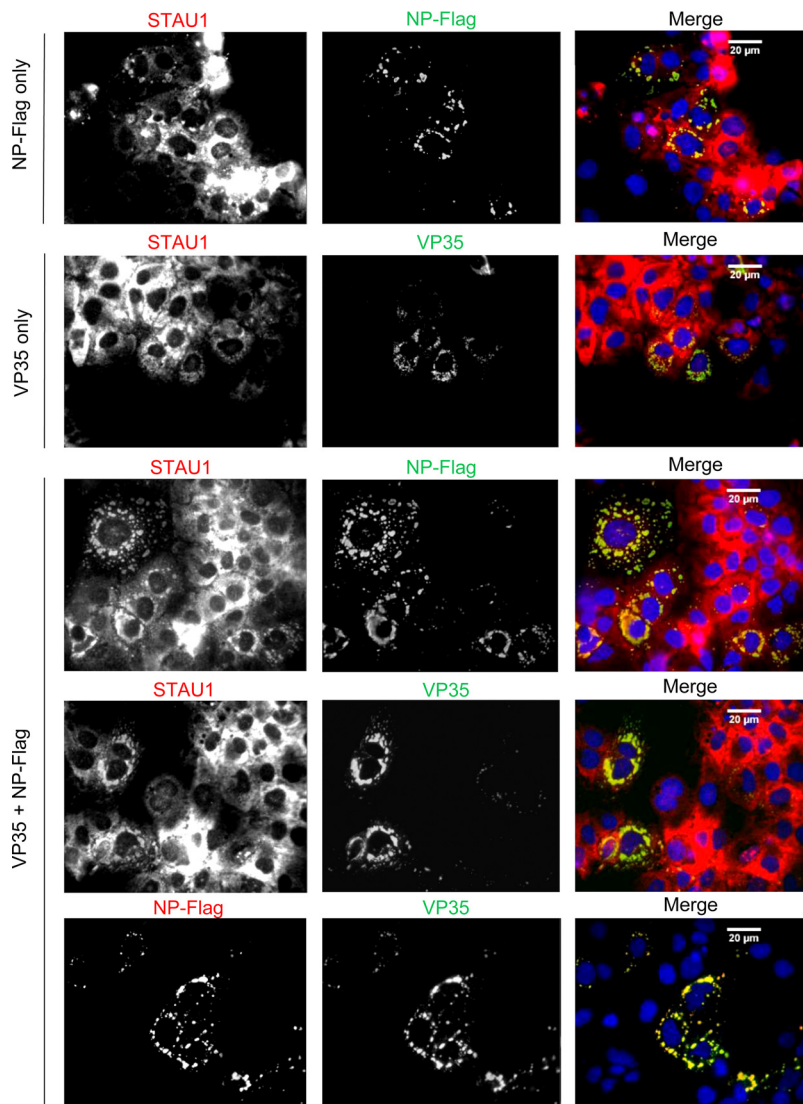 STAU1 NP-Flag Merge
NP-Flag only
20 µm
STAU1 VP35 Merge
VP35 only
20 µm
STAU1 NP-Flag Merge
20 µm
VP35 + NP-Flag
STAU1 VP35 Merge
20 µm
NP-Flag VP35 Merge
20 µm